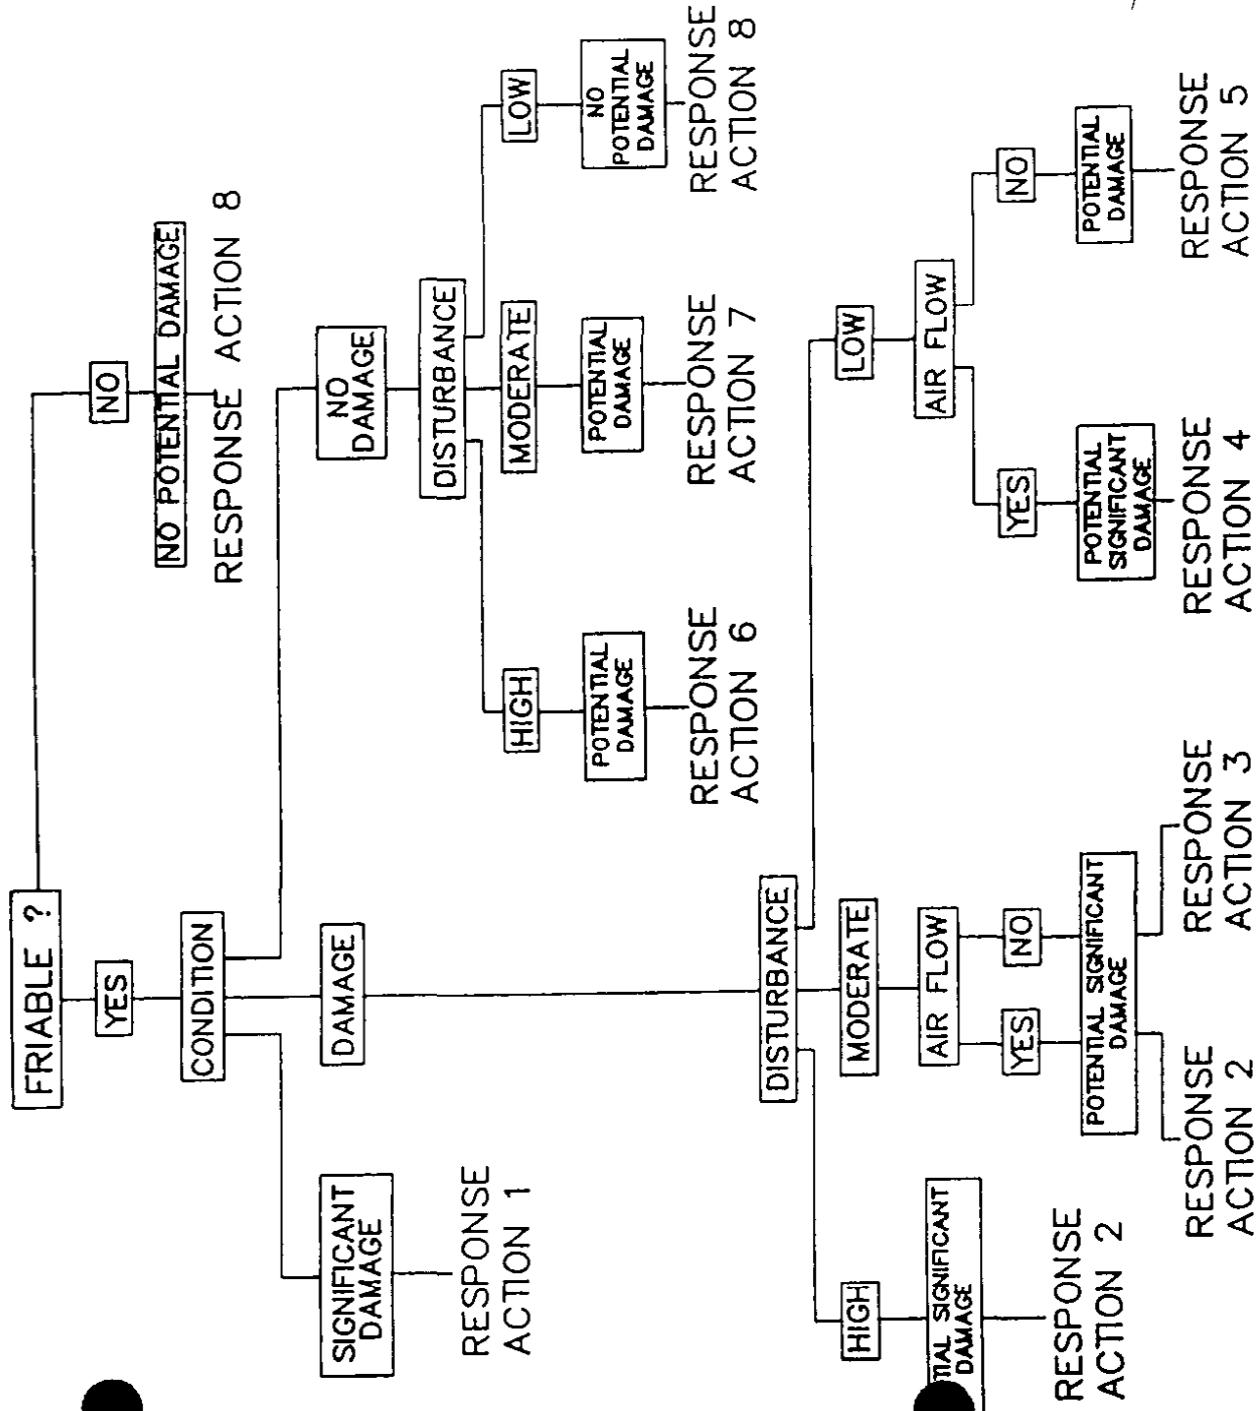 FRIABLE ?
YES
NO
CONDITION
NO POTENTIAL DAMAGE
RESPONSE ACTION 8
SIGNIFICANT
DAMAGE
RESPONSE
ACTION 1
DAMAGE
NO
DAMAGE
DISTURBANCE
HIGH
MODERATE
LOW
POTENTIAL
DAMAGE
POTENTIAL
DAMAGE
NO
POTENTIAL
DAMAGE
RESPONSE
ACTION 6
RESPONSE
ACTION 7
RESPONSE
ACTION 8
DISTURBANCE
HIGH
MODERATE
LOW
TIAL SIGNIFICANT
DAMAGE
RESPONSE
ACTION 2
AIR FLOW
AIR FLOW
YES
NO
YES
NO
POTENTIAL SIGNIFICANT
DAMAGE
POTENTIAL
SIGNIFICANT
DAMAGE
POTENTIAL
DAMAGE
RESPONSE
ACTION 2
RESPONSE
ACTION 3
RESPONSE
ACTION 4
RESPONSE
ACTION 5